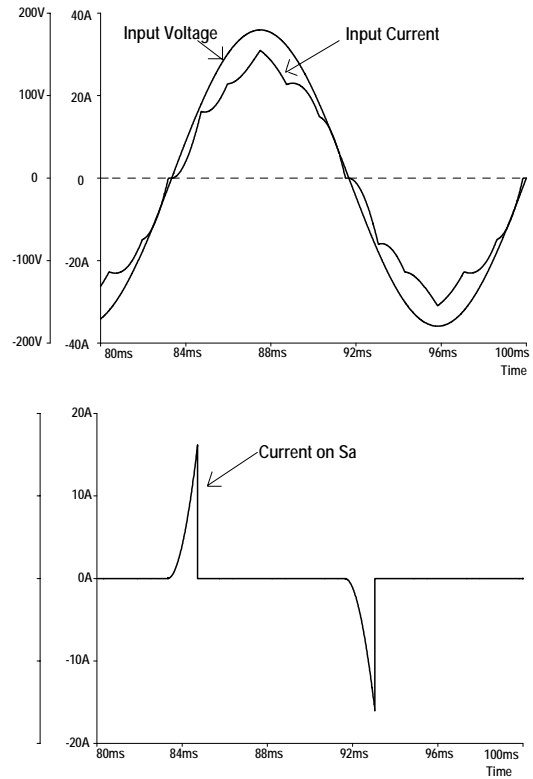 200V 40A
Input Voltage Input Current
100V 20A
0 0
-100V -20A
-200V -40A
80ms 84ms 88ms 92ms 96ms 100ms
Time
20A
Current on Sa
10A
0A
-10A
-20A
80ms 84ms 88ms 92ms 96ms 100ms
Time